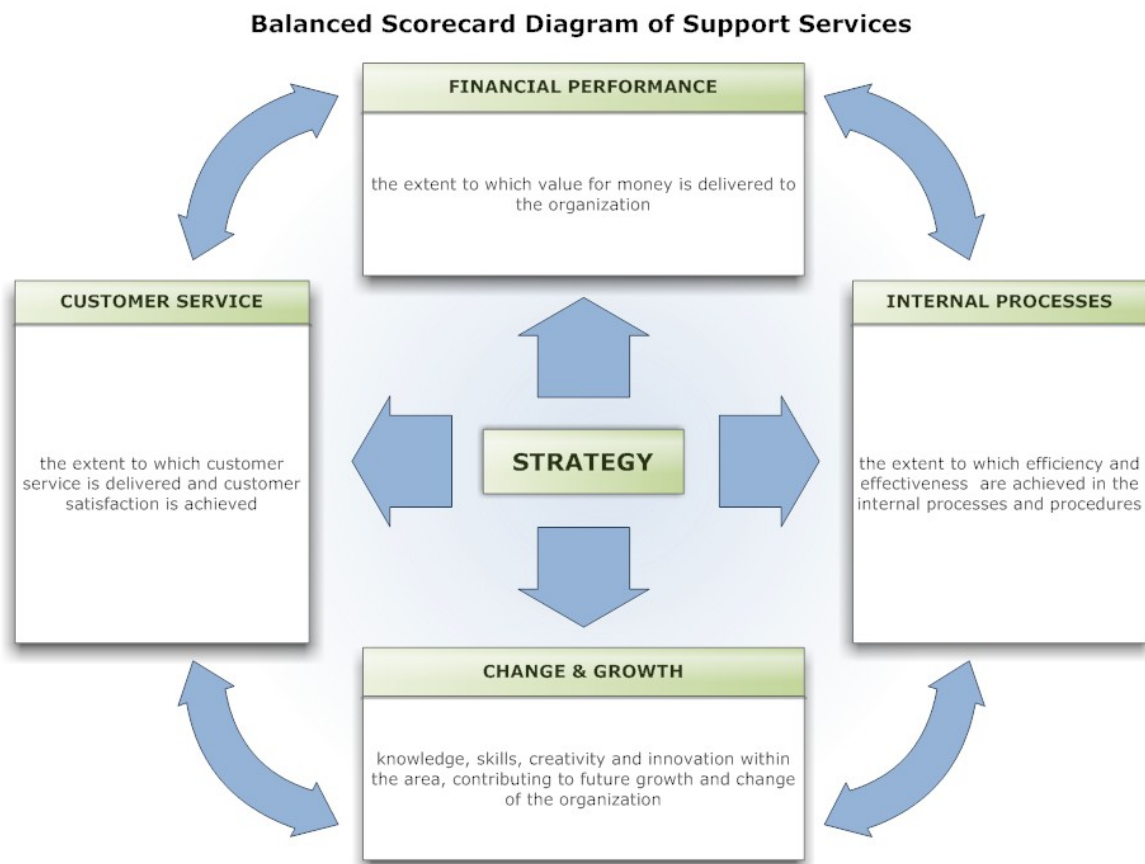 Balanced Scorecard Diagram of Support Services
FINANCIAL PERFORMANCE
the extent to which value for money is delivered to
the organization
CUSTOMER SERVICE
the extent to which customer
service is delivered and customer
satisfaction is achieved
STRATEGY
INTERNAL PROCESSES
the extent to which efficiency and
effectiveness are achieved in the
internal processes and procedures
CHANGE & GROWTH
knowledge, skills, creativity and innovation within
the area, contributing to future growth and change
of the organization